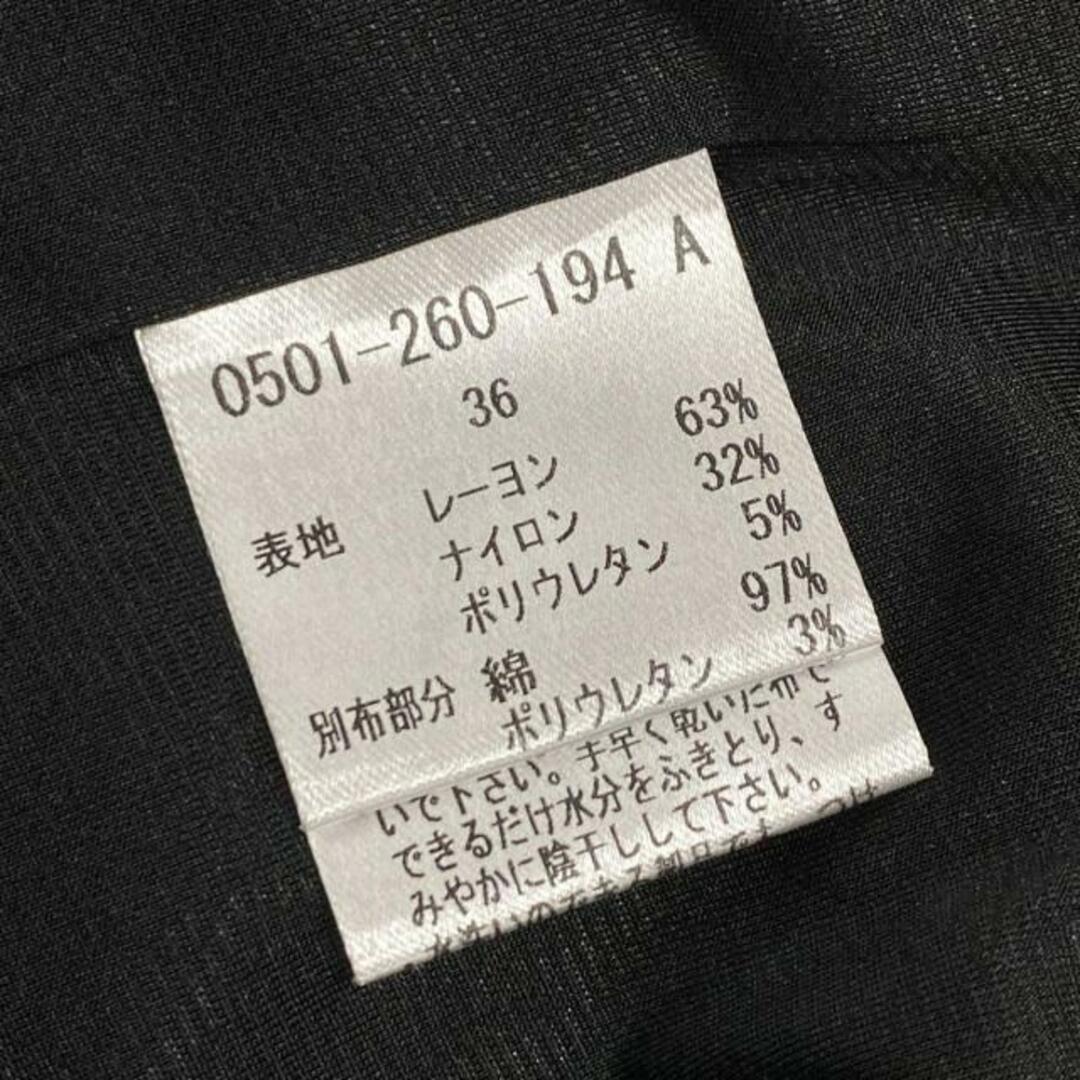 0501-260-194 A
36
表地 レーヨン 63%
ナイロン 32%
ポリウレタン 5%
別布部分 綿 97%
ポリウレタン 3%
いで下さい。手早く乾いた布で
できるだけ水分をふきとり、す
みやかに陰干しして下さい。